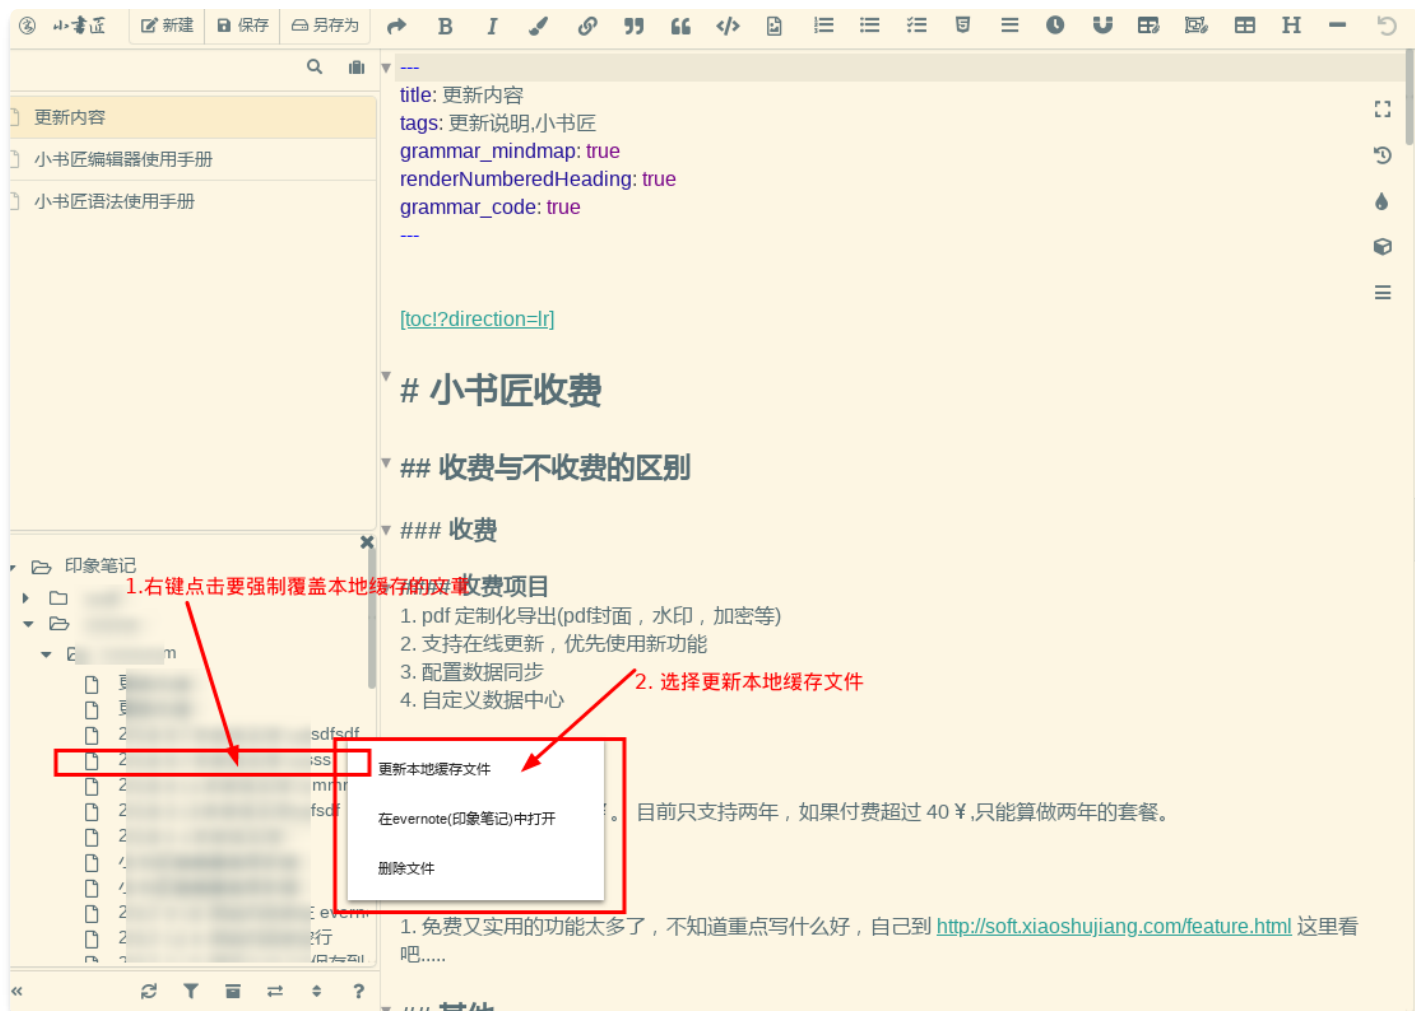 小书匠 新建 保存 另存为
更新内容
小书匠编辑器使用手册
小书匠语法使用手册
---
title: 更新内容
tags: 更新说明,小书匠
grammar_mindmap: true
renderNumberedHeading: true
grammar_code: true
---
[toc!?direction=lr]
# 小书匠收费
## 收费与不收费的区别
### 收费
收费项目
1. pdf 定制化导出(pdf封面，水印，加密等)
2. 支持在线更新，优先使用新功能
3. 配置数据同步
4. 自定义数据中心
。 目前只支持两年，如果付费超过 40 ¥ ,只能算做两年的套餐。
1. 免费又实用的功能太多了，不知道重点写什么好，自己到 http://soft.xiaoshujiang.com/feature.html 这里看
吧.....
## 其他
印象笔记
1.右键点击要强制覆盖本地缓存的文章
2. 选择更新本地缓存文件
sdfsdf
sss
fsdf
更新本地缓存文件
在evernote(印象笔记)中打开
删除文件